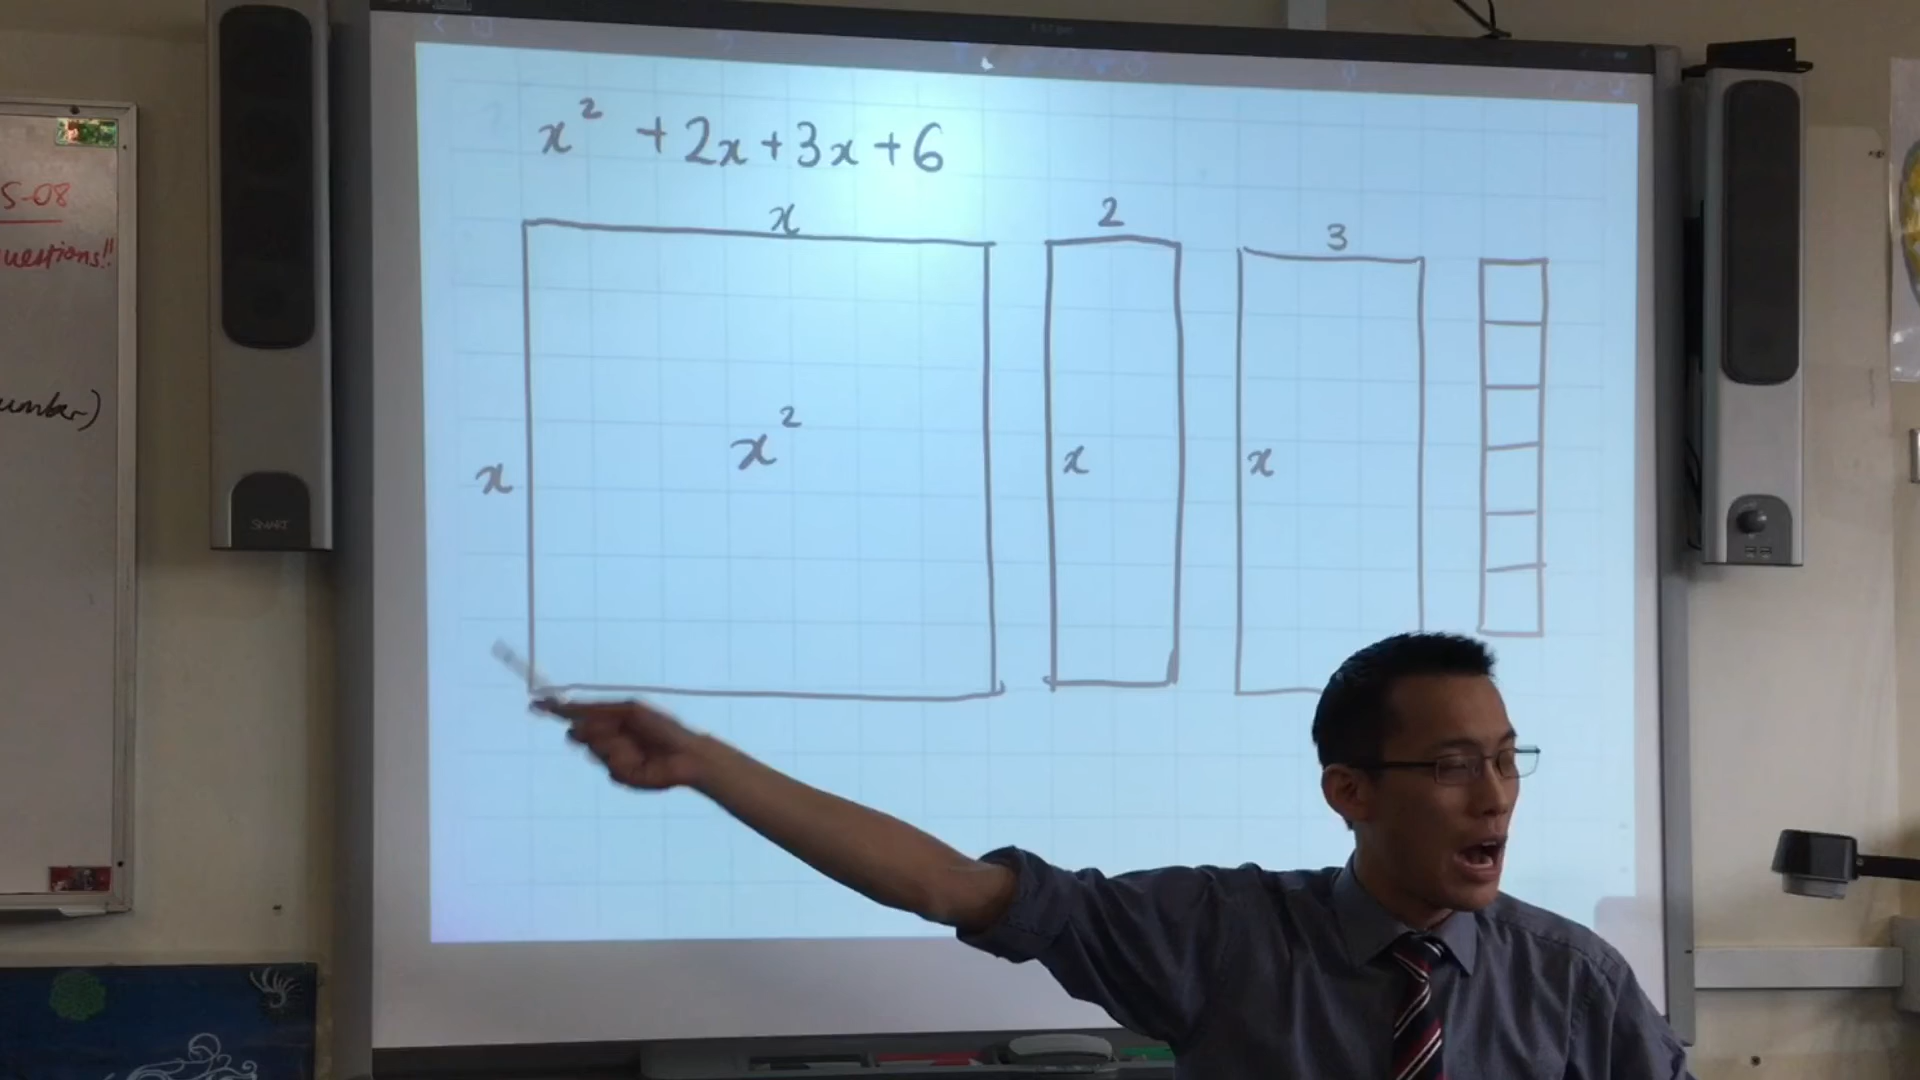 x² + 2x + 3x + 6
x
2
3
x
x²
x
x
S-08
uestions!!
umber)
SMART